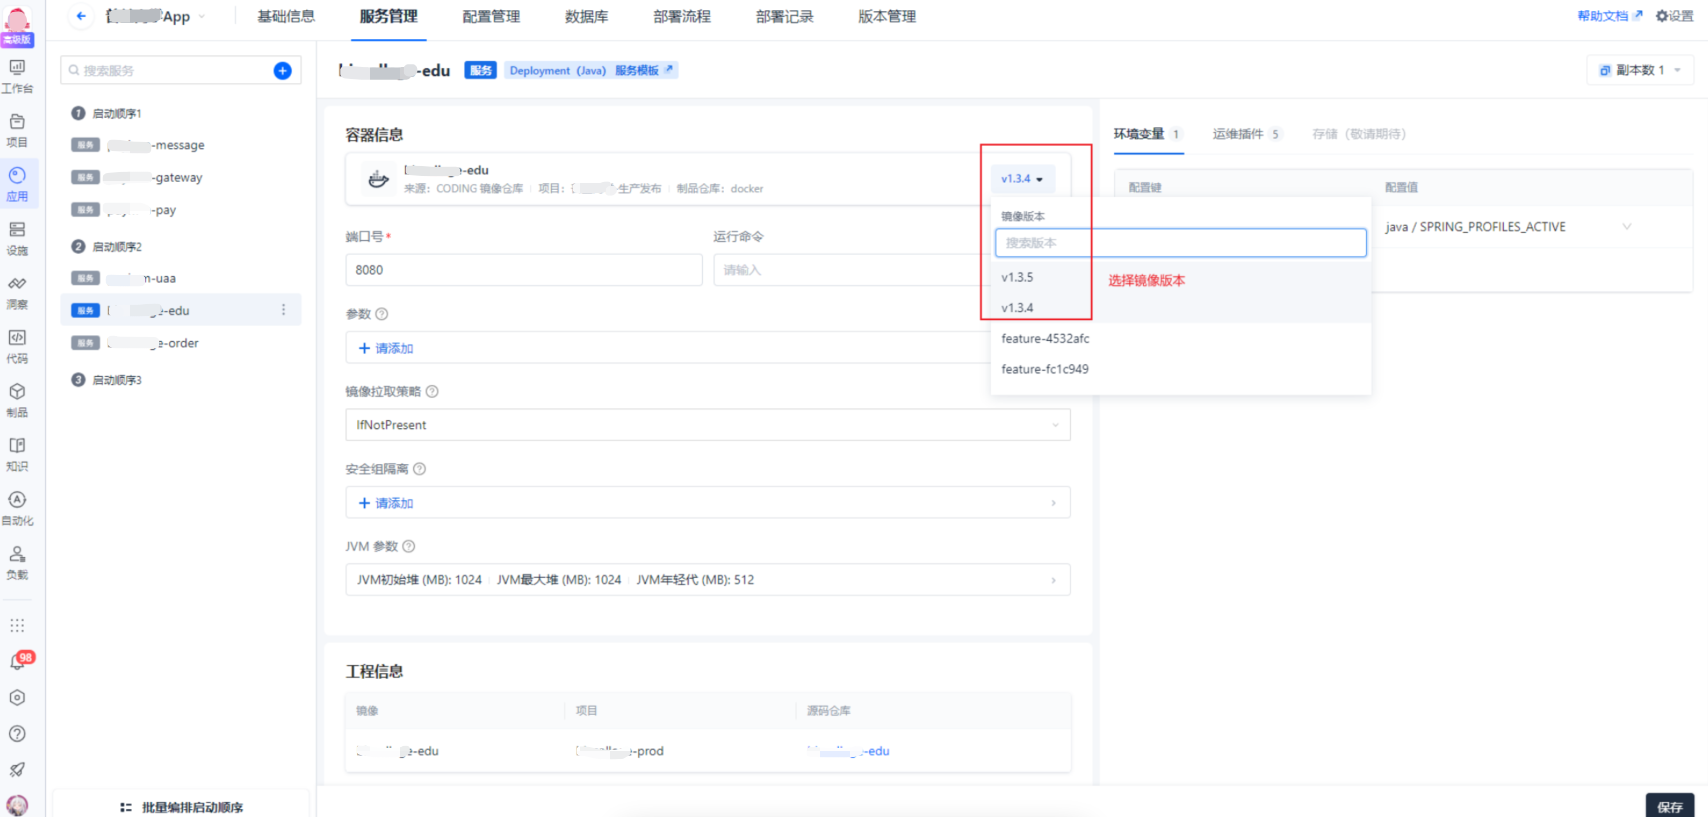 App
基础信息
服务管理
配置管理
数据库
部署流程
部署记录
版本管理
帮助文档
设置
高级版
工作台
项目
应用
设施
洞察
代码
制品
知识
自动化
负载
98
搜索服务
1 启动顺序1
服务 -message
服务 -gateway
服务 -pay
2 启动顺序2
服务 -uaa
服务 -edu
服务 -order
3 启动顺序3
批量编排启动顺序
-edu 服务 Deployment (Java) 服务模板
副本数 1
容器信息
-edu
来源: CODING 镜像仓库 项目: -生产发布 制品仓库: docker
v1.3.4
端口号*
运行命令
8080
请输入
参数
请添加
镜像拉取策略
IfNotPresent
安全组隔离
请添加
JVM 参数
JVM初始堆 (MB): 1024 JVM最大堆 (MB): 1024 JVM年轻代 (MB): 512
镜像版本
搜索版本
v1.3.5
v1.3.4
feature-4532afc
feature-fc1c949
选择镜像版本
环境变量 1
运维插件 5
存储 (敬请期待)
配置键
配置值
java / SPRING_PROFILES_ACTIVE
工程信息
镜像
项目
源码仓库
-edu
-prod
-edu
保存